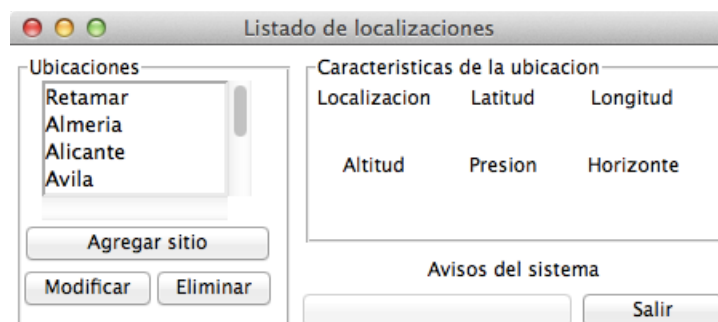 Listado de localizaciones
Ubicaciones
Retamar
Almeria
Alicante
Avila
Agregar sitio
Modificar Eliminar
Caracteristicas de la ubicacion
Localizacion Latitud Longitud
Altitud Presion Horizonte
Avisos del sistema
Salir